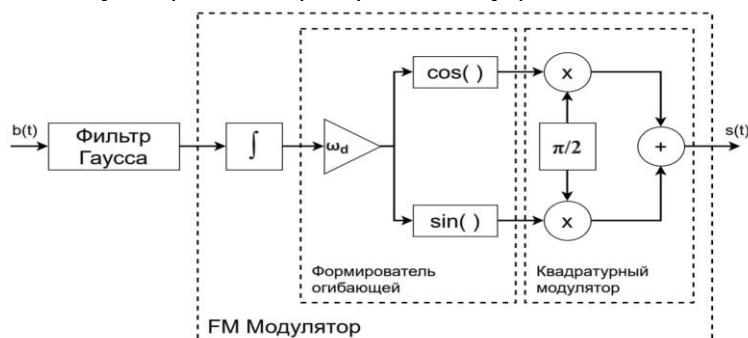 b(t)
Фильтр
Гаусса
∫
ω_d
cos( )
sin( )
x
π/2
x
+
s(t)
Формирователь
огибающей
Квадратурный
модулятор
FM Модулятор